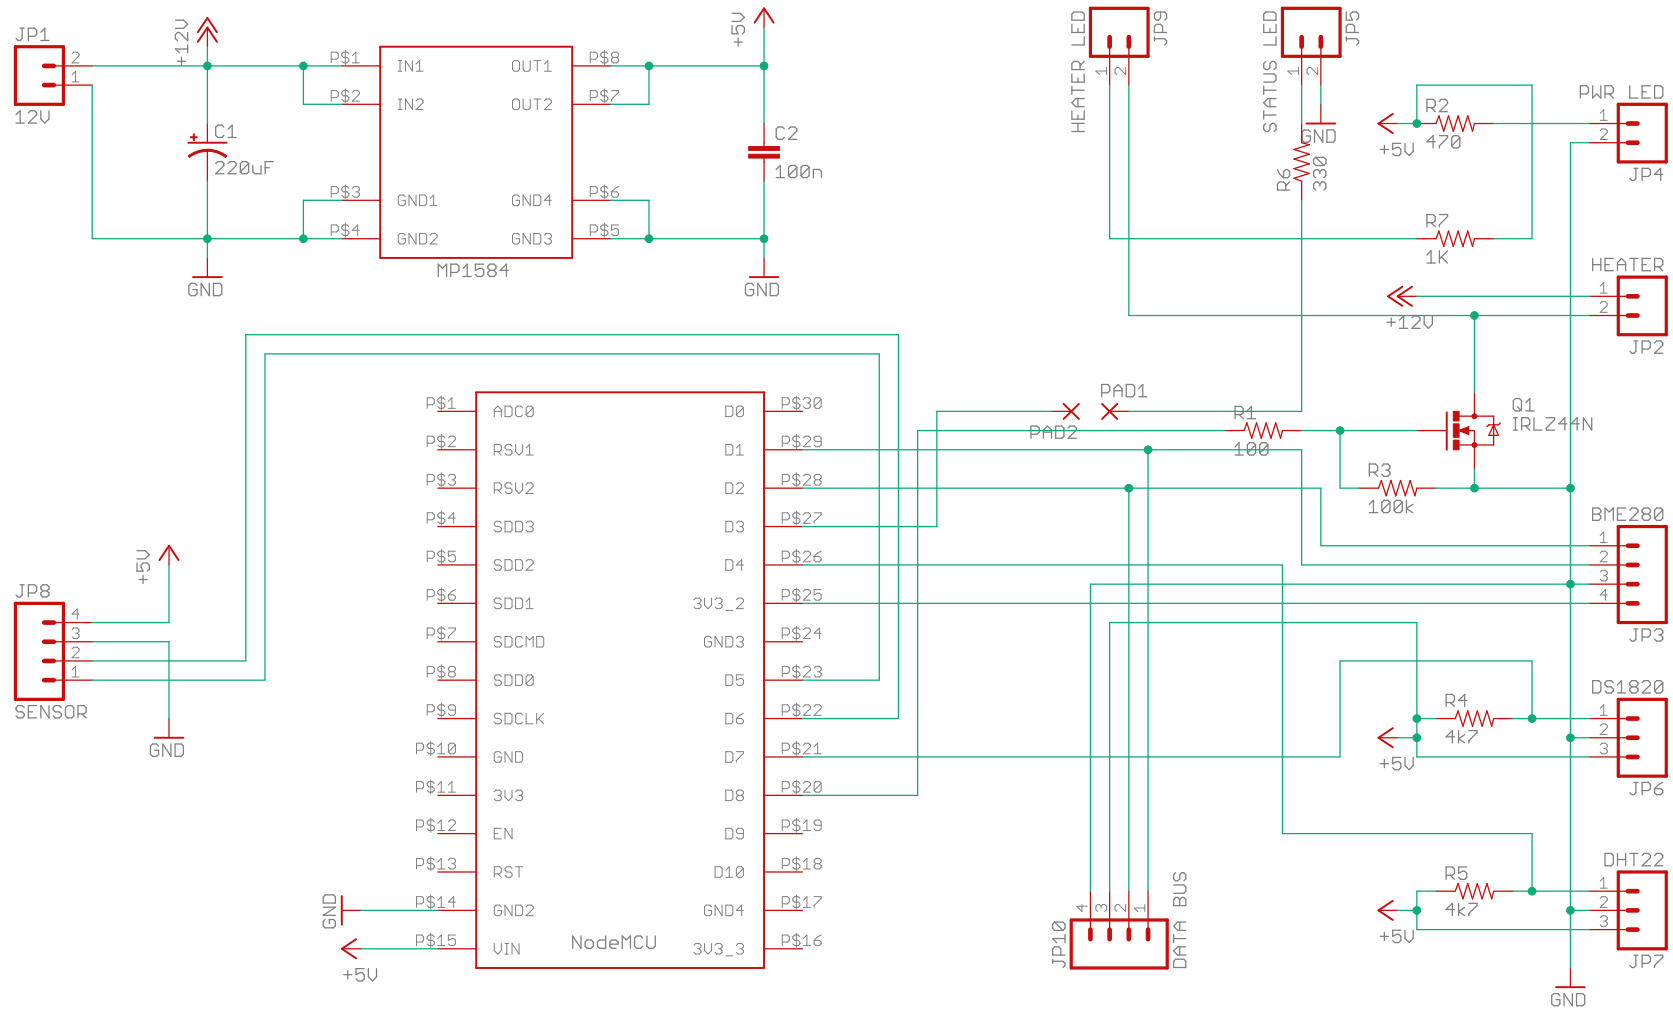 JP1
2
1
12V
+12V
C1
220uF
GND
P$1
P$2
P$3
P$4
IN1
IN2
GND1
GND2
OUT1
OUT2
GND4
GND3
P$8
P$7
P$6
P$5
MP1584
+5V
C2
100n
GND
HEATER LED
JP9
1
2
STATUS LED
JP5
1
2
GND
R6
330
R2
470
+5V
PWR LED
1
2
JP4
R7
1K
HEATER
1
2
JP2
+12V
PAD1
PAD2
R1
100
Q1
IRLZ44N
R3
100k
BME280
1
2
3
4
JP3
DS1820
1
2
3
JP6
R4
4k7
+5V
DHT22
1
2
3
JP7
R5
4k7
+5V
GND
JP10
4
3
2
1
DATA BUS
JP8
4
3
2
1
SENSOR
+5V
GND
P$1 ADC0
P$2 RSV1
P$3 RSV2
P$4 SDD3
P$5 SDD2
P$6 SDD1
P$7 SDCMD
P$8 SDD0
P$9 SDCLK
P$10 GND
P$11 3V3
P$12 EN
P$13 RST
P$14 GND2
P$15 VIN
GND
+5V
D0 P$30
D1 P$29
D2 P$28
D3 P$27
D4 P$26
3V3_2 P$25
GND3 P$24
D5 P$23
D6 P$22
D7 P$21
D8 P$20
D9 P$19
D10 P$18
GND4 P$17
3V3_3 P$16
NodeMCU